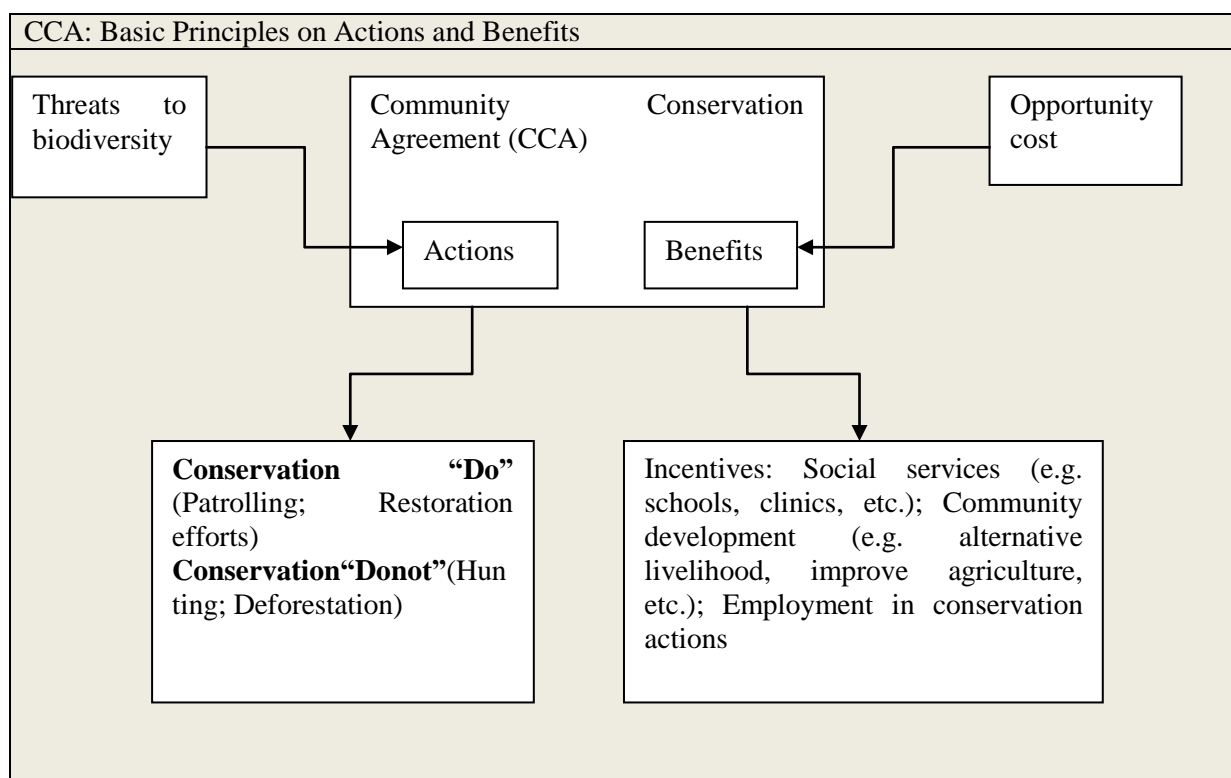 CCA: Basic Principles on Actions and Benefits
Threats to
biodiversity
Community Conservation
Agreement (CCA)
Opportunity
cost
Actions
Benefits
Conservation “Do”
(Patrolling; Restoration
efforts)
Conservation“Donot”(Hun
ting; Deforestation)
Incentives: Social services (e.g.
schools, clinics, etc.); Community
development (e.g. alternative
livelihood, improve agriculture,
etc.); Employment in conservation
actions